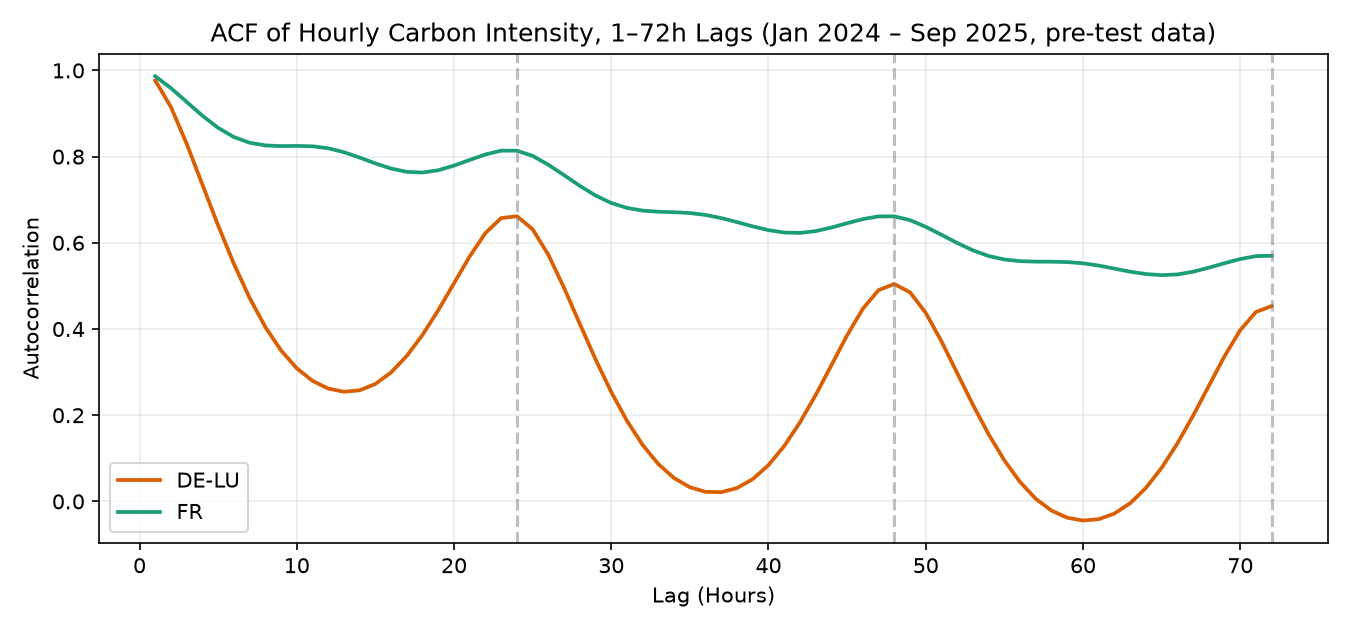 ACF of Hourly Carbon Intensity, 1–72h Lags (Jan 2024 – Sep 2025, pre-test data)
Autocorrelation
1.0
0.8
0.6
0.4
0.2
0.0
DE-LU
FR
0 10 20 30 40 50 60 70
Lag (Hours)